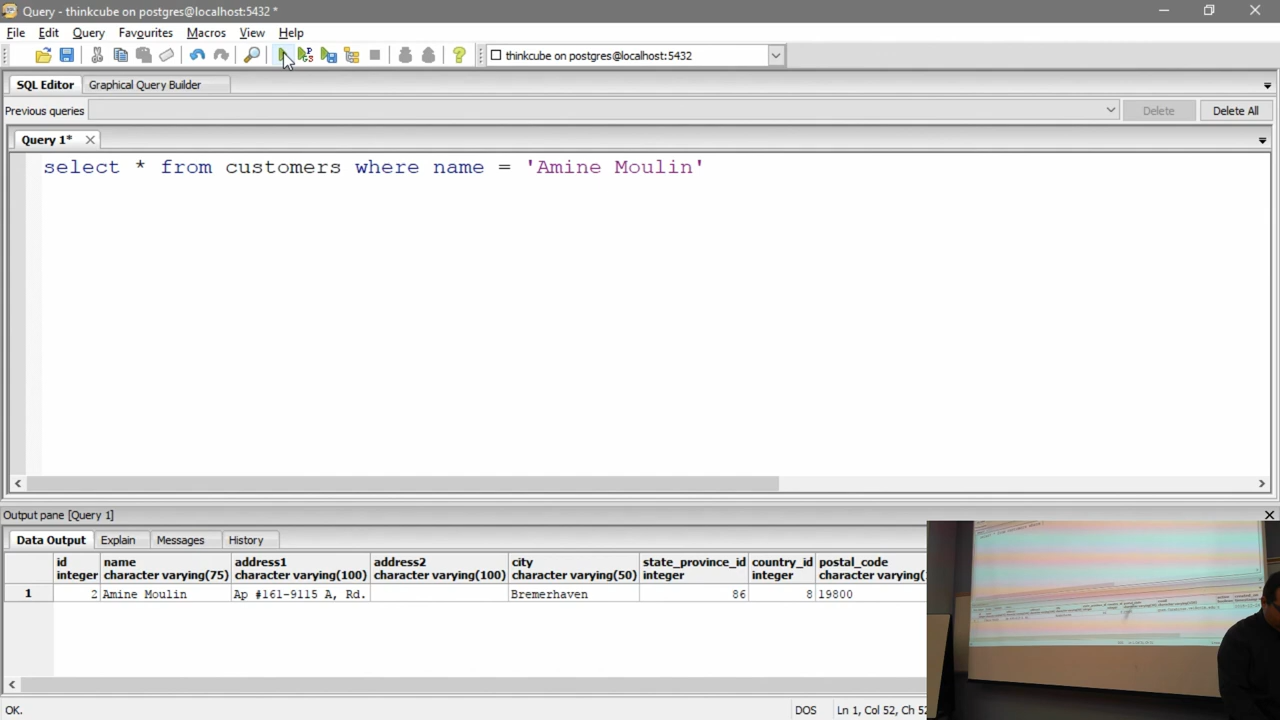 Query - thinkcube on postgres@localhost:5432 *
File Edit Query Favourites Macros View Help
thinkcube on postgres@localhost:5432
SQL Editor Graphical Query Builder
Previous queries Delete Delete All
Query 1*
select * from customers where name = 'Amine Moulin'
Output pane [Query 1]
Data Output Explain Messages History
id name address1 address2 city state_province_id country_id postal_code
integer character varying(75) character varying(100) character varying(100) character varying(50) integer integer character varying(
1 2 Amine Moulin Ap #161-9115 A, Rd. Bremerhaven 86 8 19800
OK. DOS Ln 1, Col 52, Ch 52